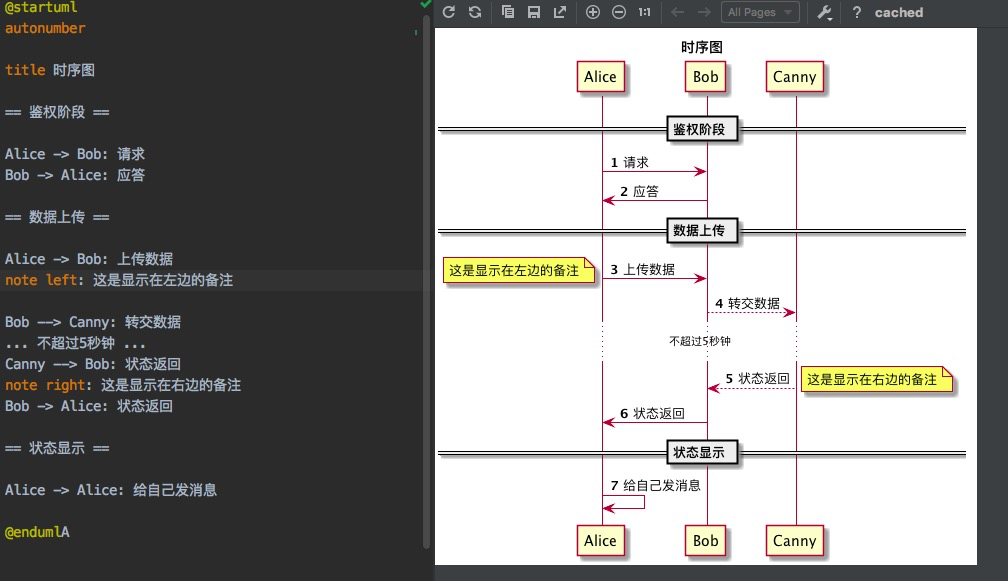 @startuml
autonumber
title 时序图
== 鉴权阶段 ==
Alice -> Bob: 请求
Bob -> Alice: 应答
== 数据上传 ==
Alice -> Bob: 上传数据
note left: 这是显示在左边的备注
Bob --> Canny: 转交数据
... 不超过5秒钟 ...
Canny --> Bob: 状态返回
note right: 这是显示在右边的备注
Bob -> Alice: 状态返回
== 状态显示 ==
Alice -> Alice: 给自己发消息
@endumlA
1:1
All Pages
?
cached
时序图
Alice
Bob
Canny
鉴权阶段
1 请求
2 应答
数据上传
这是显示在左边的备注
3 上传数据
4 转交数据
不超过5秒钟
5 状态返回
这是显示在右边的备注
6 状态返回
状态显示
7 给自己发消息
Alice
Bob
Canny